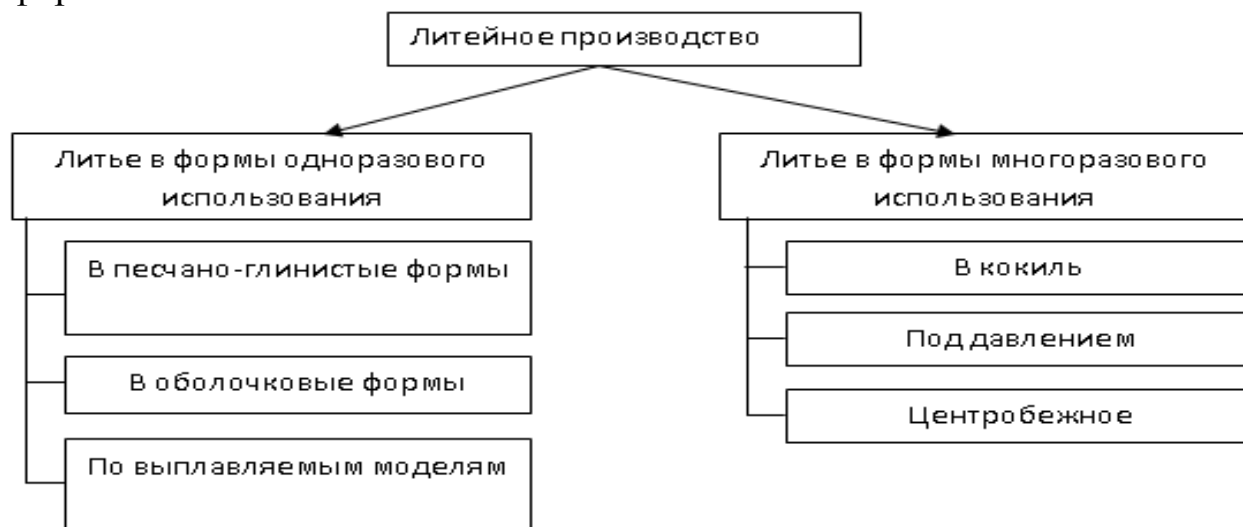 Литейное производство
Литье в формы одноразового
использования
В песчано-глинистые формы
В оболочковые формы
По выплавляемым моделям
Литье в формы многоразового
использования
В кокиль
Под давлением
Центробежное